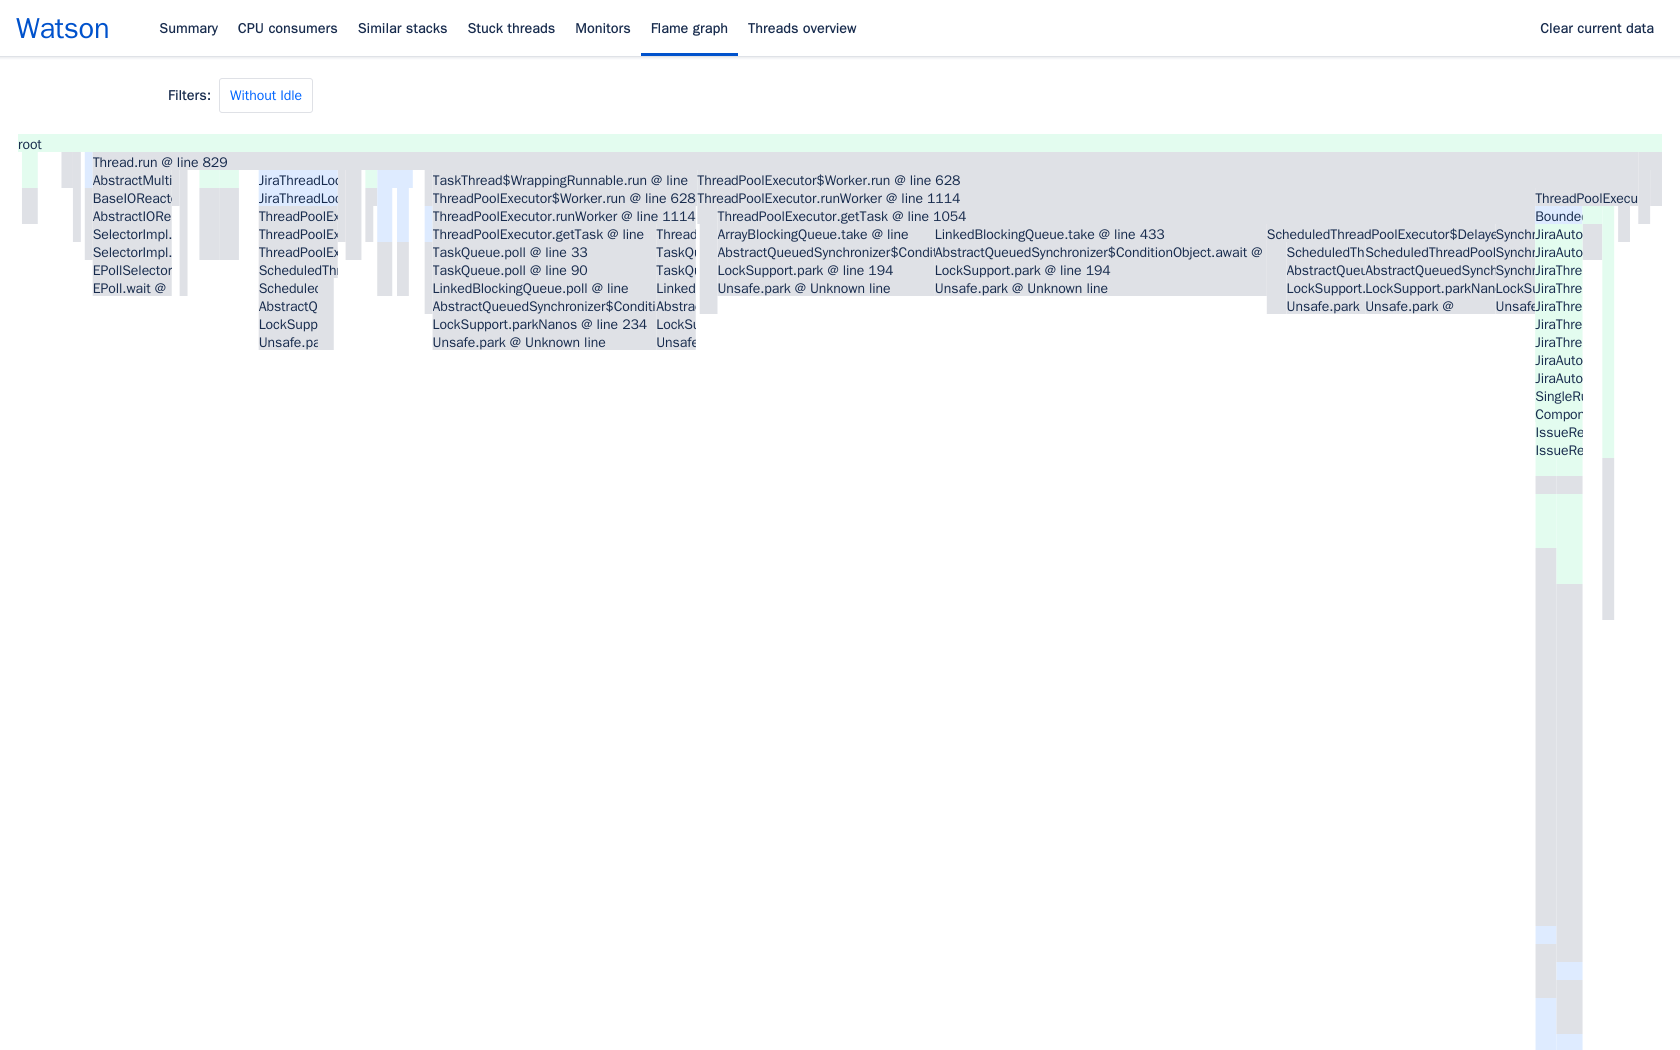 Watson Summary CPU consumers Similar stacks Stuck threads Monitors Flame graph Threads overview Clear current data
Filters: Without Idle
root
Thread.run @ line 829
AbstractMulti JiraThreadLoc TaskThread$WrappingRunnable.run @ line ThreadPoolExecutor$Worker.run @ line 628
BaseIOReact JiraThreadLoc ThreadPoolExecutor$Worker.run @ line 628 ThreadPoolExecutor.runWorker @ line 1114 ThreadPoolExecu
AbstractIORe ThreadPoolEx ThreadPoolExecutor.runWorker @ line 1114 ThreadPoolExecutor.getTask @ line 1054 Bounde
SelectorImpl. ThreadPoolEx ThreadPoolExecutor.getTask @ line Thread ArrayBlockingQueue.take @ line LinkedBlockingQueue.take @ line 433 ScheduledThreadPoolExecutor$Delaye Synchr JiraAuto
SelectorImpl. ThreadPoolEx TaskQueue.poll @ line 33 TaskQu AbstractQueuedSynchronizer$Condit AbstractQueuedSynchronizer$ConditionObject.await @ ScheduledTh ScheduledThreadPool Synchr JiraAuto
EPollSelector ScheduledThr TaskQueue.poll @ line 90 TaskQu LockSupport.park @ line 194 LockSupport.park @ line 194 AbstractQueu AbstractQueuedSynch Synchr JiraThre
EPoll.wait @ Scheduled LinkedBlockingQueue.poll @ line Linked Unsafe.park @ Unknown line Unsafe.park @ Unknown line LockSupport. LockSupport.parkNan LockSu JiraThre
AbstractQ AbstractQueuedSynchronizer$Conditi Abstra Unsafe.park Unsafe.park @ Unsafe JiraThre
LockSupp LockSupport.parkNanos @ line 234 LockSu JiraThre
Unsafe.pa Unsafe.park @ Unknown line Unsafe JiraThre
JiraAuto
JiraAuto
SingleRu
Compon
IssueRe
IssueRe